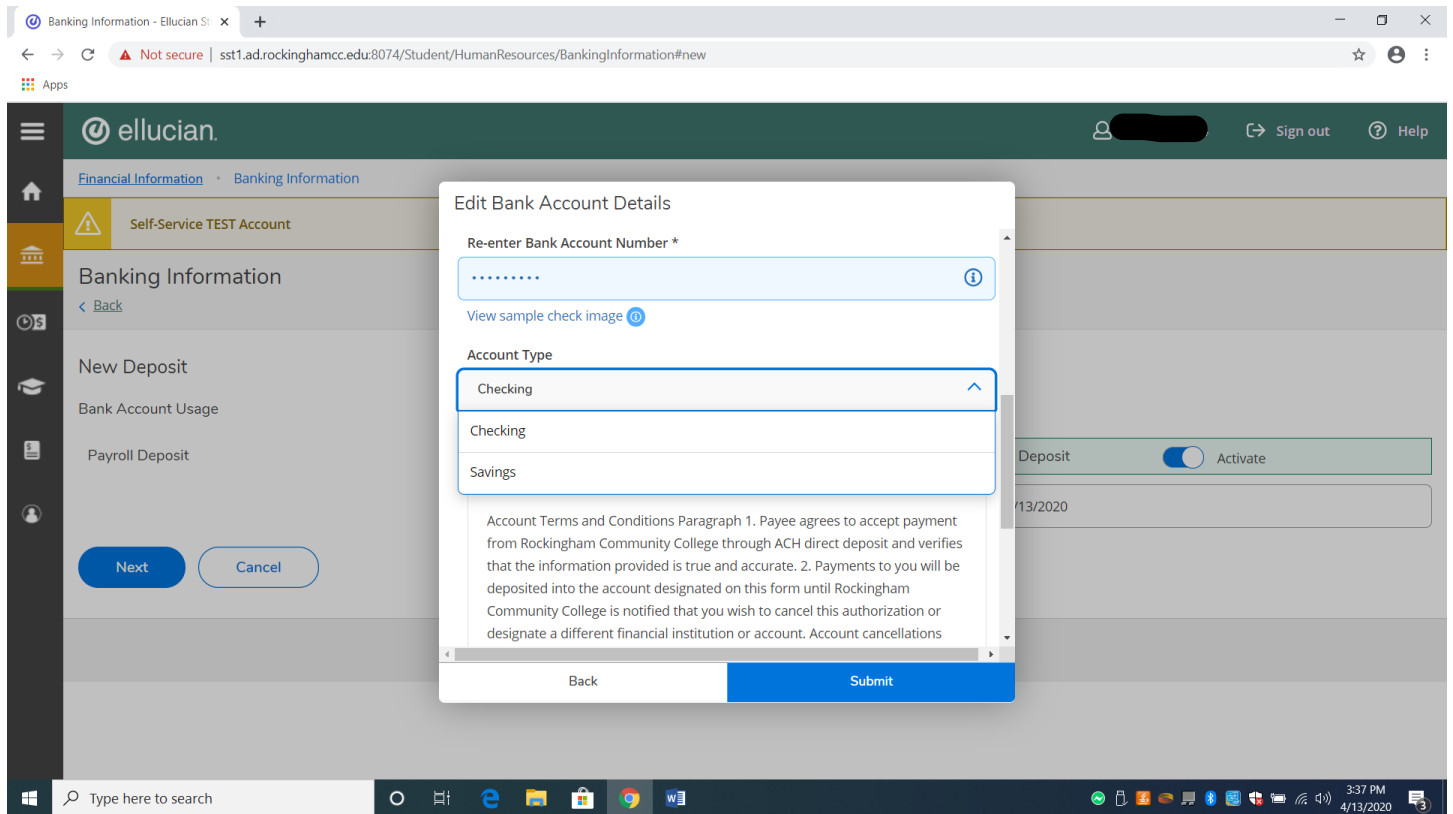 Banking Information - Ellucian St
Not secure | sst1.ad.rockinghamcc.edu:8074/Student/HumanResources/BankingInformation#new
Apps
ellucian.
Sign out
Help
Financial Information • Banking Information
Self-Service TEST Account
Banking Information
< Back
New Deposit
Bank Account Usage
Payroll Deposit
Deposit
Activate
/13/2020
Next
Cancel
Edit Bank Account Details
Re-enter Bank Account Number *
•••••••••
View sample check image
Account Type
Checking
Checking
Savings
Account Terms and Conditions Paragraph 1. Payee agrees to accept payment
from Rockingham Community College through ACH direct deposit and verifies
that the information provided is true and accurate. 2. Payments to you will be
deposited into the account designated on this form until Rockingham
Community College is notified that you wish to cancel this authorization or
designate a different financial institution or account. Account cancellations
Back
Submit
Type here to search
3:37 PM
4/13/2020
3